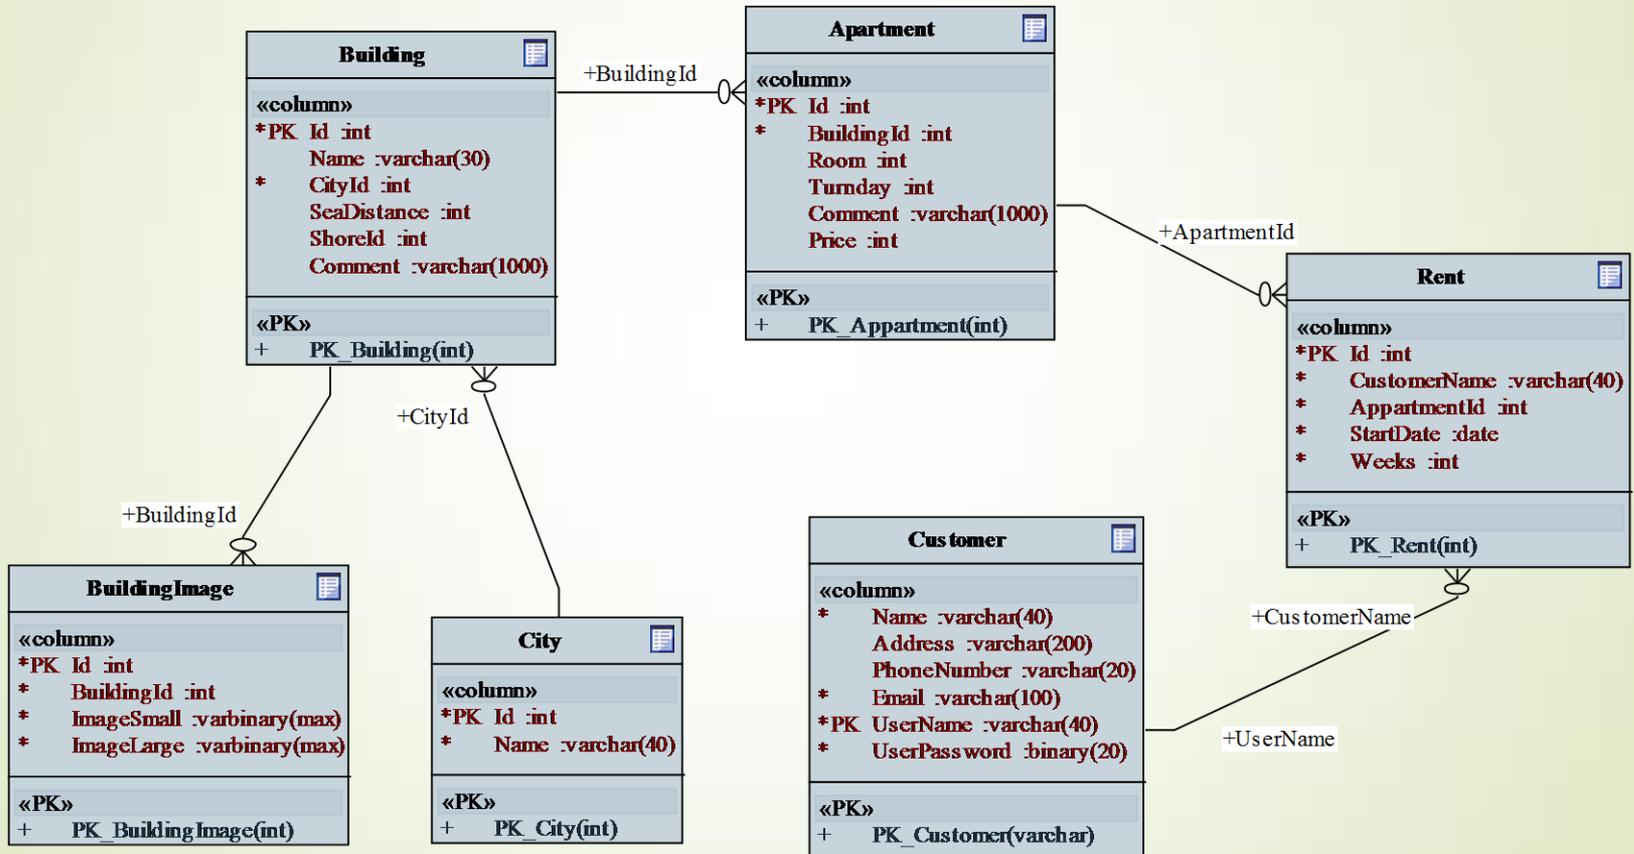 Building
«column»
*PK Id :int
Name :varchar(30)
* CityId :int
SeaDistance :int
ShoreId :int
Comment :varchar(1000)
«PK»
+ PK_Building(int)
+BuildingId
Apartment
«column»
*PK Id :int
* BuildingId :int
Room :int
Turnday :int
Comment :varchar(1000)
Price :int
«PK»
+ PK_Appartment(int)
+ApartmentId
Rent
«column»
*PK Id :int
* CustomerName :varchar(40)
* AppartmentId :int
* StartDate :date
* Weeks :int
«PK»
+ PK_Rent(int)
+CityId
+BuildingId
BuildingImage
«column»
*PK Id :int
* BuildingId :int
* ImageSmall :varbinary(max)
* ImageLarge :varbinary(max)
«PK»
+ PK_BuildingImage(int)
City
«column»
*PK Id :int
* Name :varchar(40)
«PK»
+ PK_City(int)
Customer
«column»
* Name :varchar(40)
Address :varchar(200)
PhoneNumber :varchar(20)
* Email :varchar(100)
*PK UserName :varchar(40)
* UserPassword :binary(20)
«PK»
+ PK_Customer(varchar)
+CustomerName
+UserName